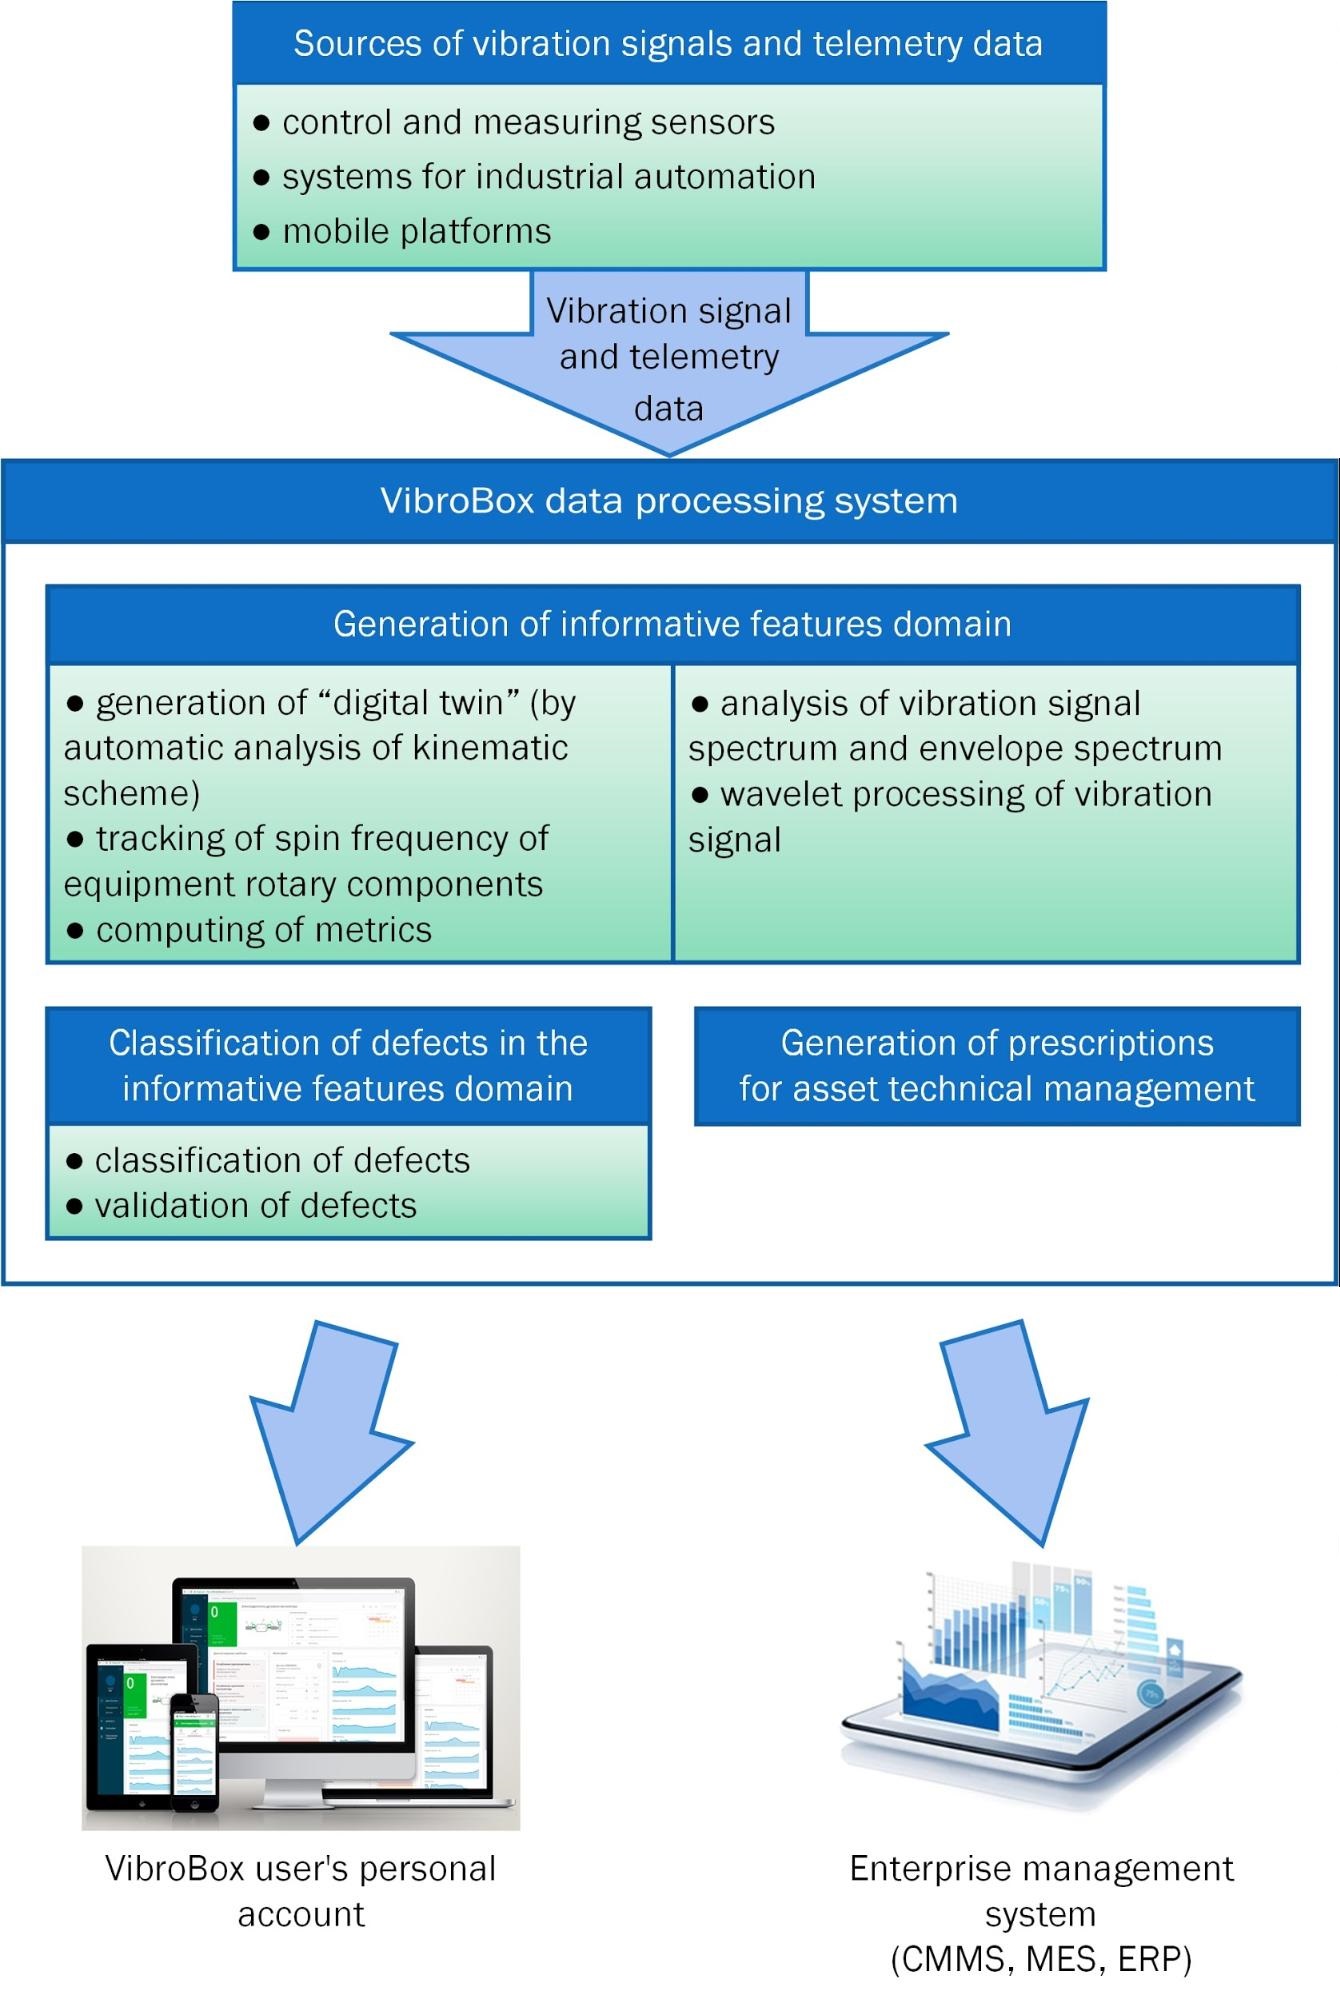 Sources of vibration signals and telemetry data
● control and measuring sensors
● systems for industrial automation
● mobile platforms
Vibration signal
and telemetry
data
VibroBox data processing system
Generation of informative features domain
● generation of “digital twin” (by
automatic analysis of kinematic
scheme)
● tracking of spin frequency of
equipment rotary components
● computing of metrics
● analysis of vibration signal
spectrum and envelope spectrum
● wavelet processing of vibration
signal
Classification of defects in the
informative features domain
● classification of defects
● validation of defects
Generation of prescriptions
for asset technical management
0
0
75%
90%
VibroBox user's personal
account
Enterprise management
system
(CMMS, MES, ERP)